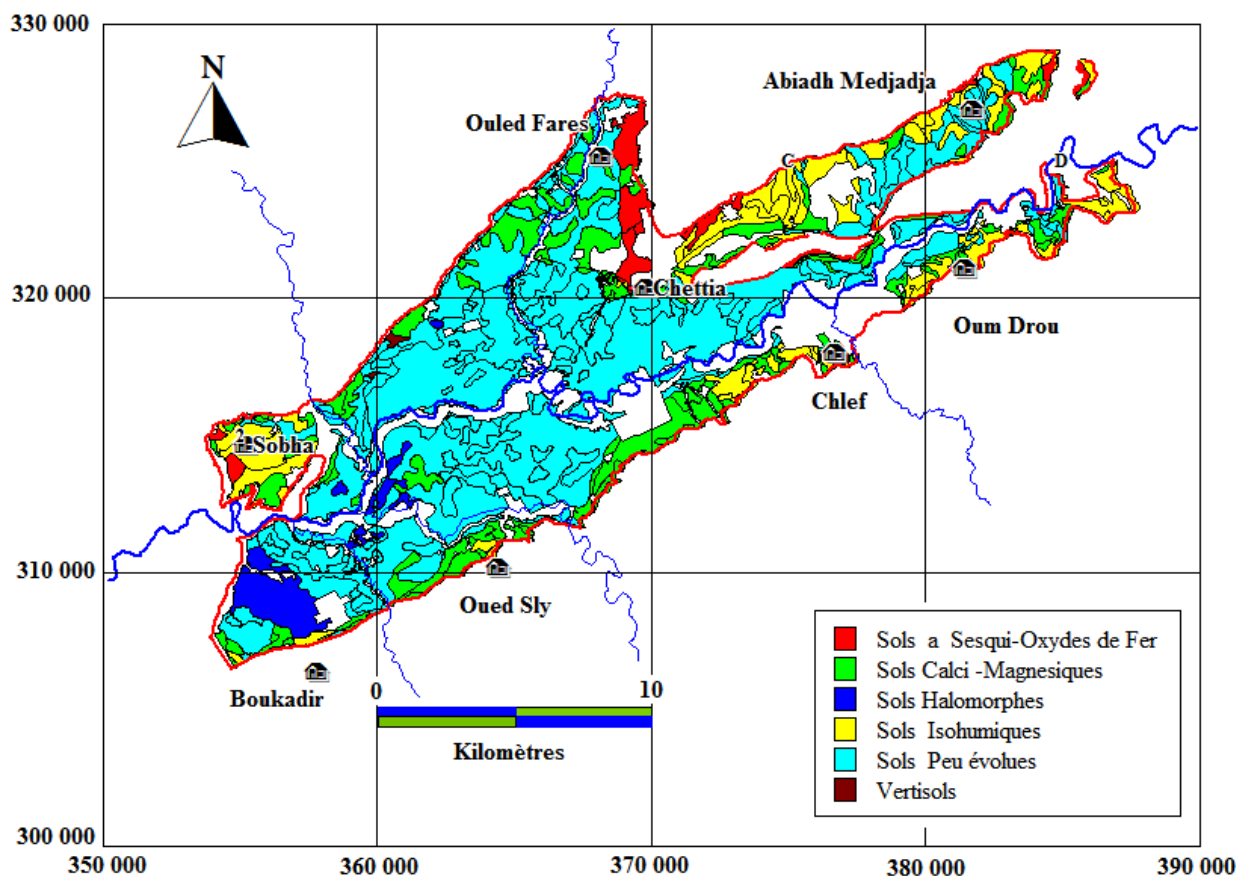 330 000
N
Abiadh Medjadja
Ouled Fares
C
D
320 000
Chettia
Oum Drou
Chlef
Sobha
310 000
Oued Sly
Boukadir
0
10
Kilomètres
Sols a Sesqui-Oxydes de Fer
Sols Calci -Magnesiques
Sols Halomorphes
Sols Isohumiques
Sols Peu évolues
Vertisols
300 000
350 000
360 000
370 000
380 000
390 000